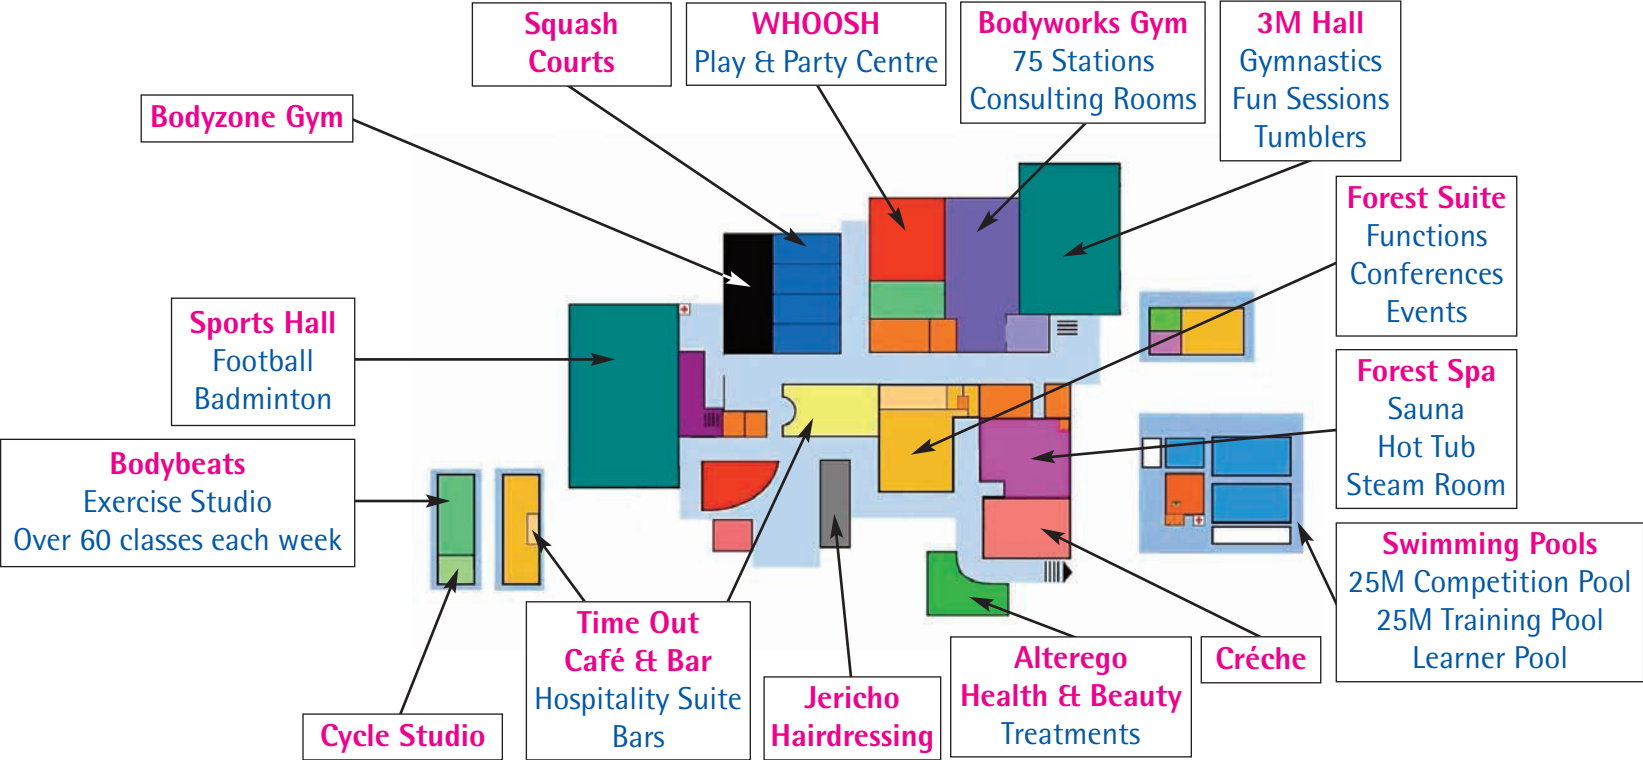 Squash
Courts
WHOOSH
Play & Party Centre
Bodyworks Gym
75 Stations
Consulting Rooms
3M Hall
Gymnastics
Fun Sessions
Tumblers
Bodyzone Gym
Forest Suite
Functions
Conferences
Events
Sports Hall
Football
Badminton
Forest Spa
Sauna
Hot Tub
Steam Room
Bodybeats
Exercise Studio
Over 60 classes each week
Swimming Pools
25M Competition Pool
25M Training Pool
Learner Pool
Time Out
Café & Bar
Hospitality Suite
Bars
Alterego
Health & Beauty
Treatments
Créche
Jericho
Hairdressing
Cycle Studio